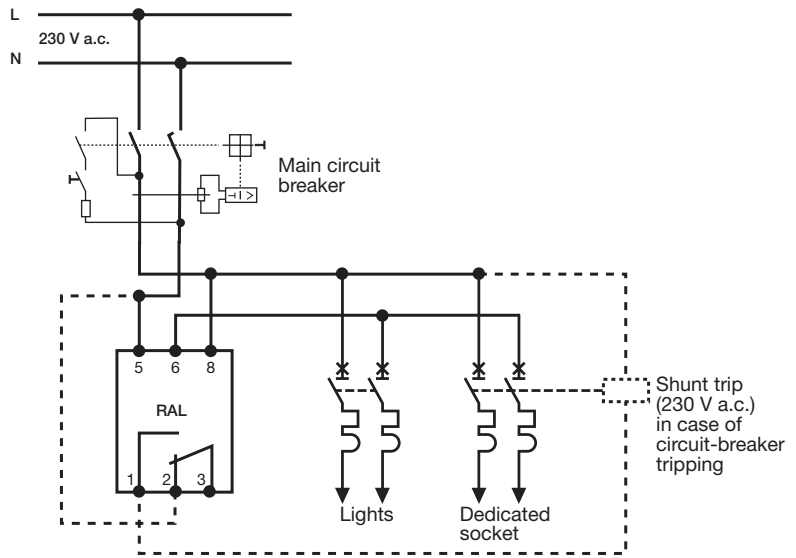 L
230 V a.c.
N
Main circuit
breaker
5 6 8
RAL
1 2 3
Shunt trip
(230 V a.c.)
in case of
circuit-breaker
tripping
Lights
Dedicated
socket